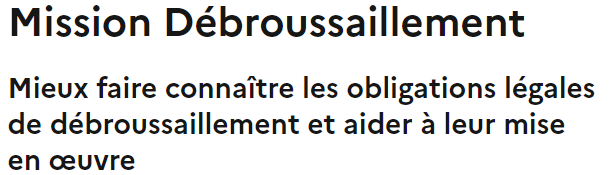 Mission Débroussaillement
Mieux faire connaître les obligations légales
de débroussaillement et aider à leur mise
en œuvre